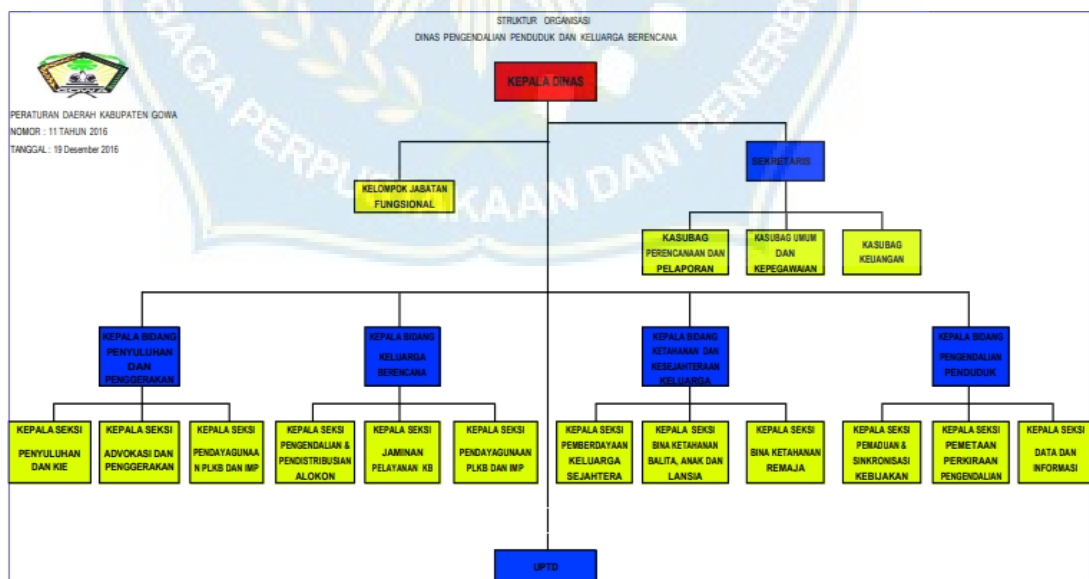 STRUKTUR ORGANISASI
DINAS PENGENDALIAN PENDUDUK DAN KELUARGA BERENCANA
GOWA
PERATURAN DAERAH KABUPATEN GOWA
NOMOR : 11 TAHUN 2016
TANGGAL : 19 Desember 2016
KEPALA DINAS
SEKRETARIS
KELOMPOK JABATAN
FUNGSIONAL
KASUBAG
PERENCANAAN DAN
PELAPORAN
KASUBAG UMUM
DAN
KEPEGAWAIAN
KASUBAG
KEUANGAN
KEPALA BIDANG
PENYULUHAN
DAN
PENGGERAKAN
KEPALA BIDANG
KELUARGA
BERENCANA
KEPALA BIDANG
KETAHANAN DAN
KESEJAHTERAAN
KELUARGA
KEPALA BIDANG
PENGENDALIAN
PENDUDUK
KEPALA SEKSI
PENYULUHAN
DAN KIE
KEPALA SEKSI
ADVOKASI DAN
PENGGERAKAN
KEPALA SEKSI
PENDAYAGUNAA
N PLKB DAN IMP
KEPALA SEKSI
PENGENDALIAN &
PENDISTRIBUSIAN
ALOKON
KEPALA SEKSI
JAMINAN
PELAYANAN KB
KEPALA SEKSI
PENDAYAGUNAAN
PLKB DAN IMP
KEPALA SEKSI
PEMBERDAYAAN
KELUARGA
SEJAHTERA
KEPALA SEKSI
BINA KETAHANAN
BALITA, ANAK DAN
LANSIA
KEPALA SEKSI
BINA KETAHANAN
REMAJA
KEPALA SEKSI
PEMADUAN &
SINKRONISASI
KEBIJAKAN
KEPALA SEKSI
PEMETAAN
PERKIRAAN
PENGENDALIAN
KEPALA SEKSI
DATA DAN
INFORMASI
UPTD
BAGA PERPUSTAKAAN DAN PENERB